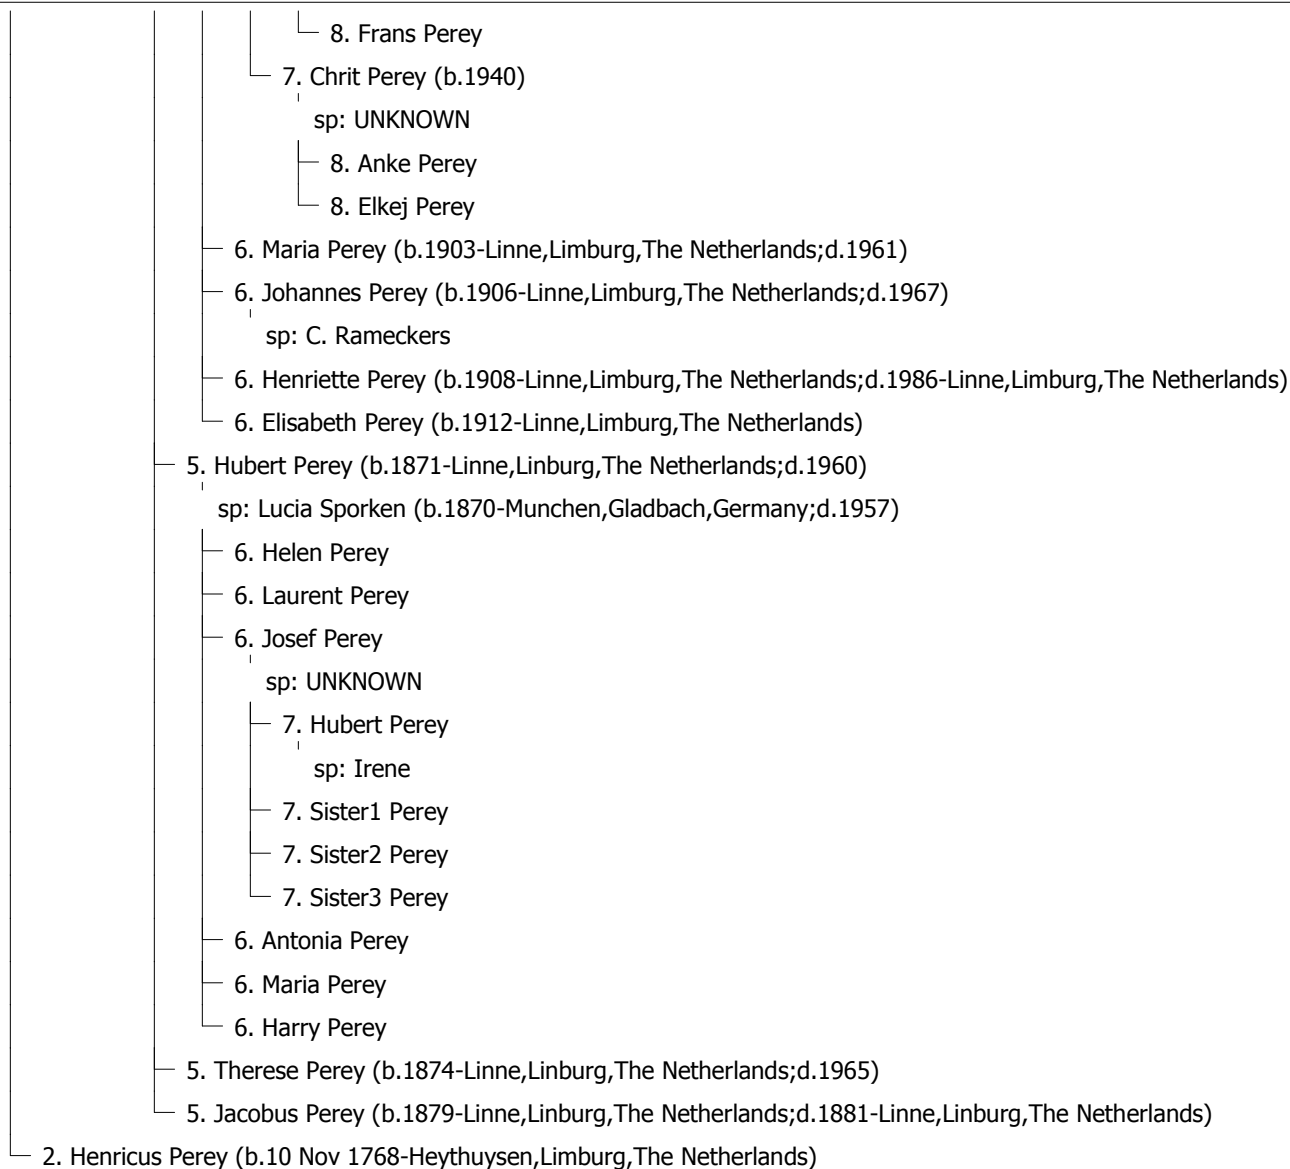 8. Frans Perey
7. Chrit Perey (b.1940)
sp: UNKNOWN
8. Anke Perey
8. Elkej Perey
6. Maria Perey (b.1903-Linne,Limburg,The Netherlands;d.1961)
6. Johannes Perey (b.1906-Linne,Limburg,The Netherlands;d.1967)
sp: C. Rameckers
6. Henriette Perey (b.1908-Linne,Limburg,The Netherlands;d.1986-Linne,Limburg,The Netherlands)
6. Elisabeth Perey (b.1912-Linne,Limburg,The Netherlands)
5. Hubert Perey (b.1871-Linne,Linburg,The Netherlands;d.1960)
sp: Lucia Sporken (b.1870-Munchen,Gladbach,Germany;d.1957)
6. Helen Perey
6. Laurent Perey
6. Josef Perey
sp: UNKNOWN
7. Hubert Perey
sp: Irene
7. Sister1 Perey
7. Sister2 Perey
7. Sister3 Perey
6. Antonia Perey
6. Maria Perey
6. Harry Perey
5. Therese Perey (b.1874-Linne,Linburg,The Netherlands;d.1965)
5. Jacobus Perey (b.1879-Linne,Linburg,The Netherlands;d.1881-Linne,Linburg,The Netherlands)
2. Henricus Perey (b.10 Nov 1768-Heythuysen,Limburg,The Netherlands)